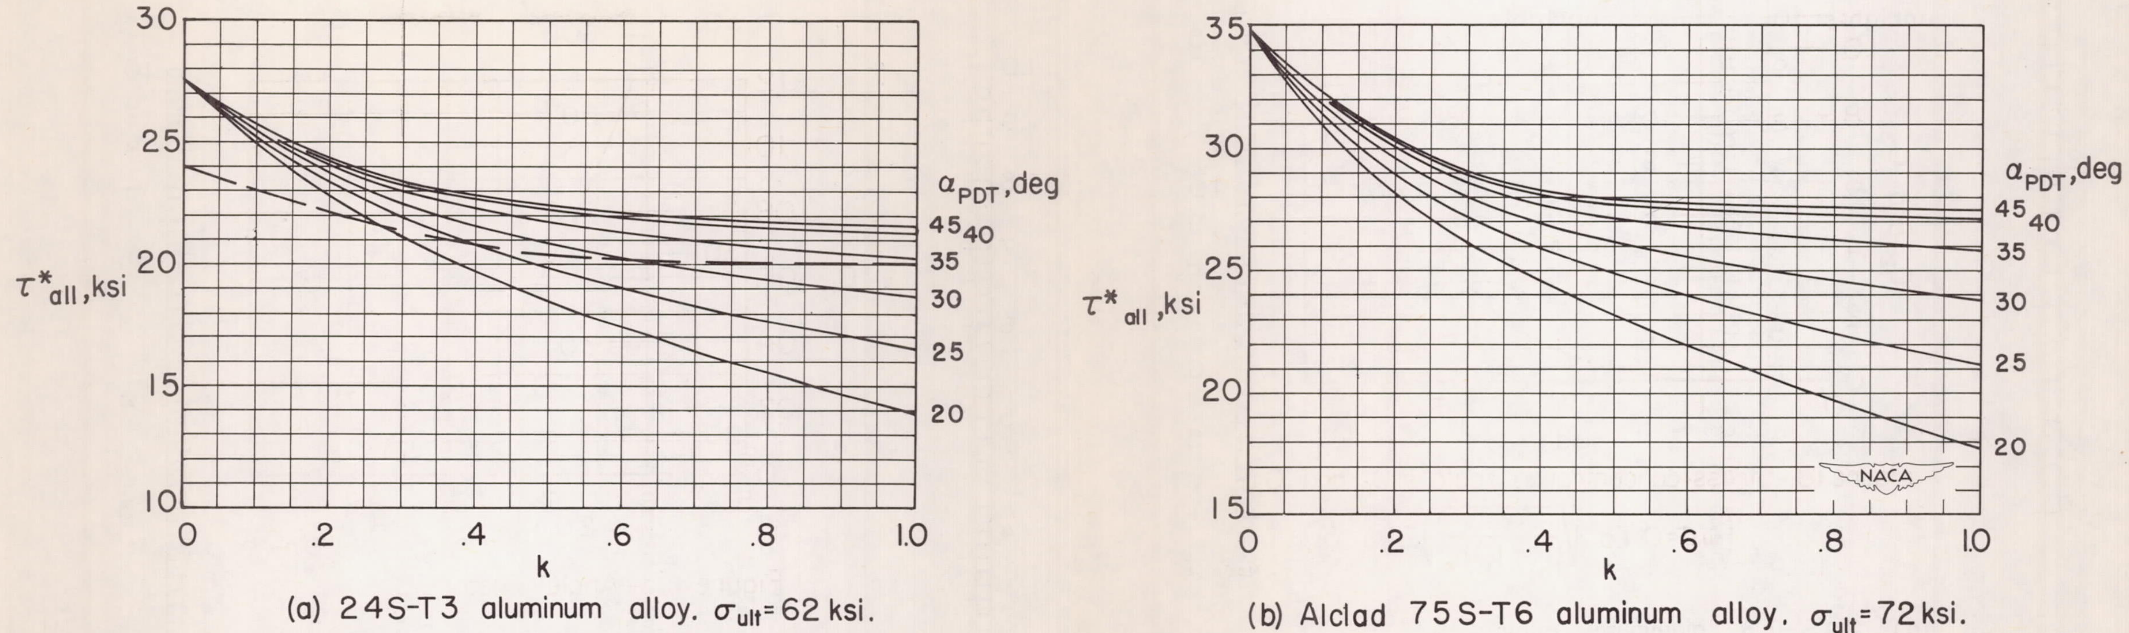 30
25
20
15
10
τ*all, ksi
0 .2 .4 .6 .8 1.0
k
αPDT, deg
45 40
35
30
25
20
(a) 24S-T3 aluminum alloy. σult = 62 ksi.
35
30
25
20
15
τ*all, ksi
0 .2 .4 .6 .8 1.0
k
αPDT, deg
45 40
35
30
25
20
NACA
(b) Alclad 75S-T6 aluminum alloy. σult = 72 ksi.